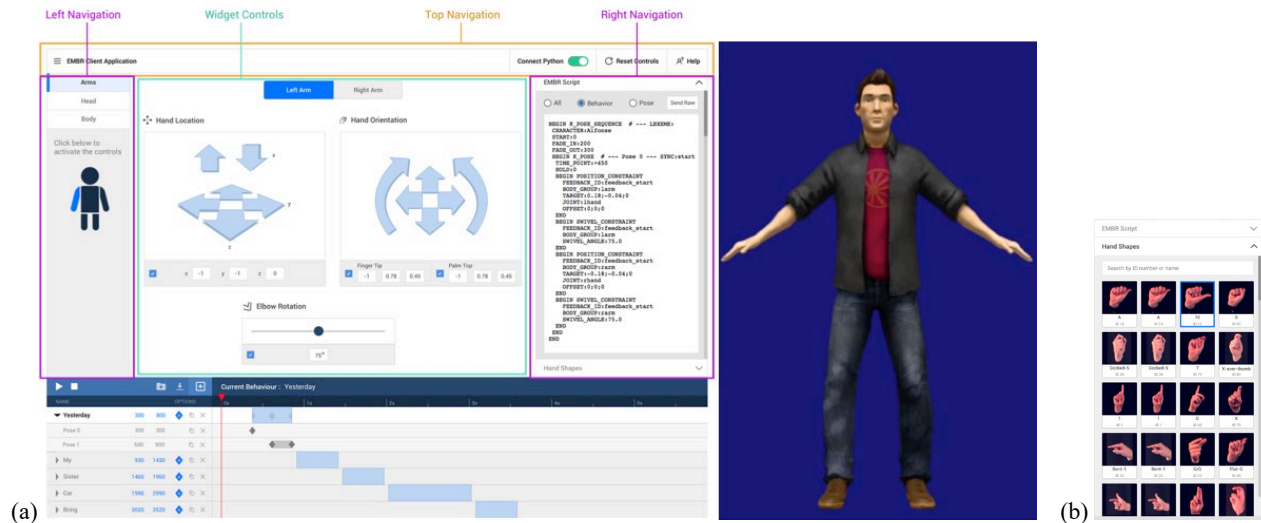 Left Navigation
Widget Controls
Top Navigation
Right Navigation
EMBR Client Application
Connect Python
Reset Controls
Help
Arms
Head
Body
Click below to
activate the controls
Left Arm
Right Arm
Hand Location
Hand Orientation
x
y
z
x -1 y -1 z 0
Finger Tip
-1 0.78 0.45
Palm Top
-1 0.78 0.45
Elbow Rotation
75°
EMBR Script
All
Behavior
Pose
Send Raw
BEGIN K_POSE_SEQUENCE # --- LEXEME:
CHARACTER:Alfonse
START:0
FADE_IN:200
FADE_OUT:300
BEGIN K_POSE # --- Pose 0 --- SYNC:start
TIME_POINT:+450
HOLD:0
BEGIN POSITION_CONSTRAINT
FEEDBACK_ID:feedback_start
BODY_GROUP:larm
TARGET:0.18;-0.04;0
JOINT:lhand
OFFSET:0;0;0
END
BEGIN SWIVEL_CONSTRAINT
FEEDBACK_ID:feedback_start
BODY_GROUP:larm
SWIVEL_ANGLE:75.0
END
BEGIN POSITION_CONSTRAINT
FEEDBACK_ID:feedback_start
BODY_GROUP:rarm
TARGET:-0.18;-0.04;0
JOINT:rhand
OFFSET:0;0;0
END
BEGIN SWIVEL_CONSTRAINT
FEEDBACK_ID:feedback_start
BODY_GROUP:rarm
SWIVEL_ANGLE:75.0
END
END
END
Hand Shapes
Current Behaviour : Yesterday
NAME
OPTIONS
0s 1s 2s 3s 4s 5s
Yesterday 300 800
Pose 0 300 300
Pose 1 500 900
My 930 1430
Sister 1460 1960
Car 1990 2990
Bring 3020 3520
(a)
EMBR Script
Hand Shapes
Search by ID number or name
A A 10
T X-over-thumb
1 1 D R
Bent-1 Bent-1 G/Q Flat-G
(b)